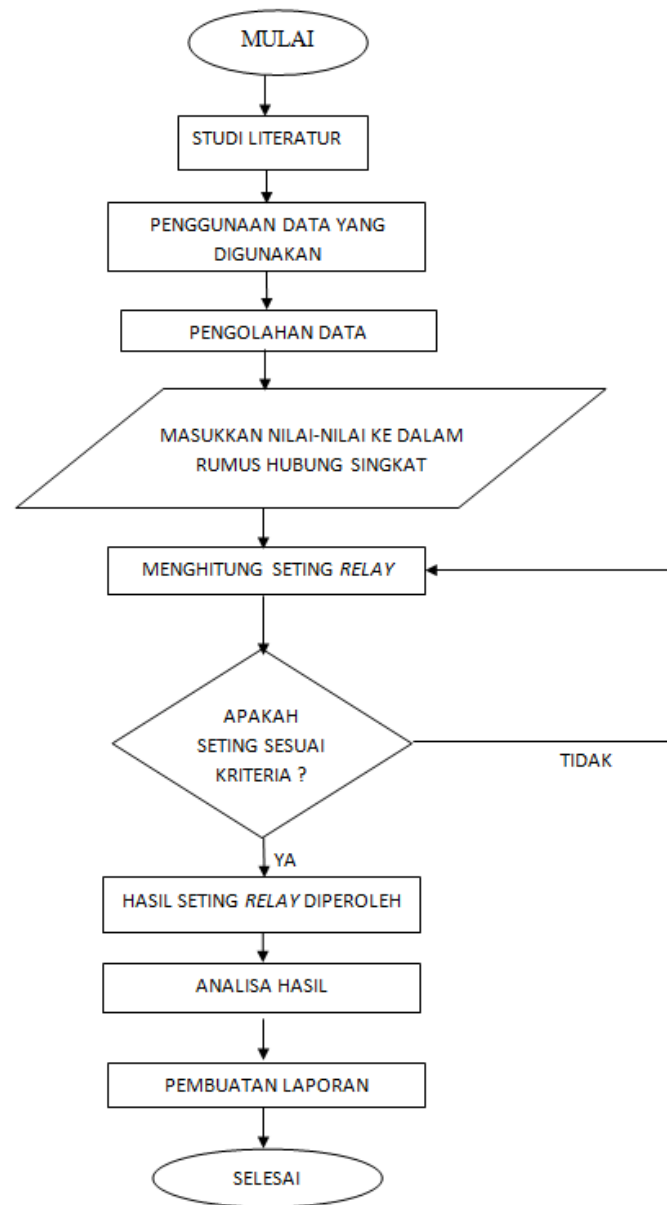 MULAI
STUDI LITERATUR
PENGGUNAAN DATA YANG
DIGUNAKAN
PENGOLAHAN DATA
MASUKKAN NILAI-NILAI KE DALAM
RUMUS HUBUNG SINGKAT
MENGHITUNG SETING RELAY
APAKAH
SETING SESUAI
KRITERIA ?
TIDAK
YA
HASIL SETING RELAY DIPEROLEH
ANALISA HASIL
PEMBUATAN LAPORAN
SELESAI